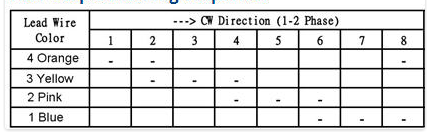 Lead Wire Color ---> CW Direction (1-2 Phase)
1 2 3 4 5 6 7 8
4 Orange - - -
3 Yellow - - -
2 Pink - - -
1 Blue - - -